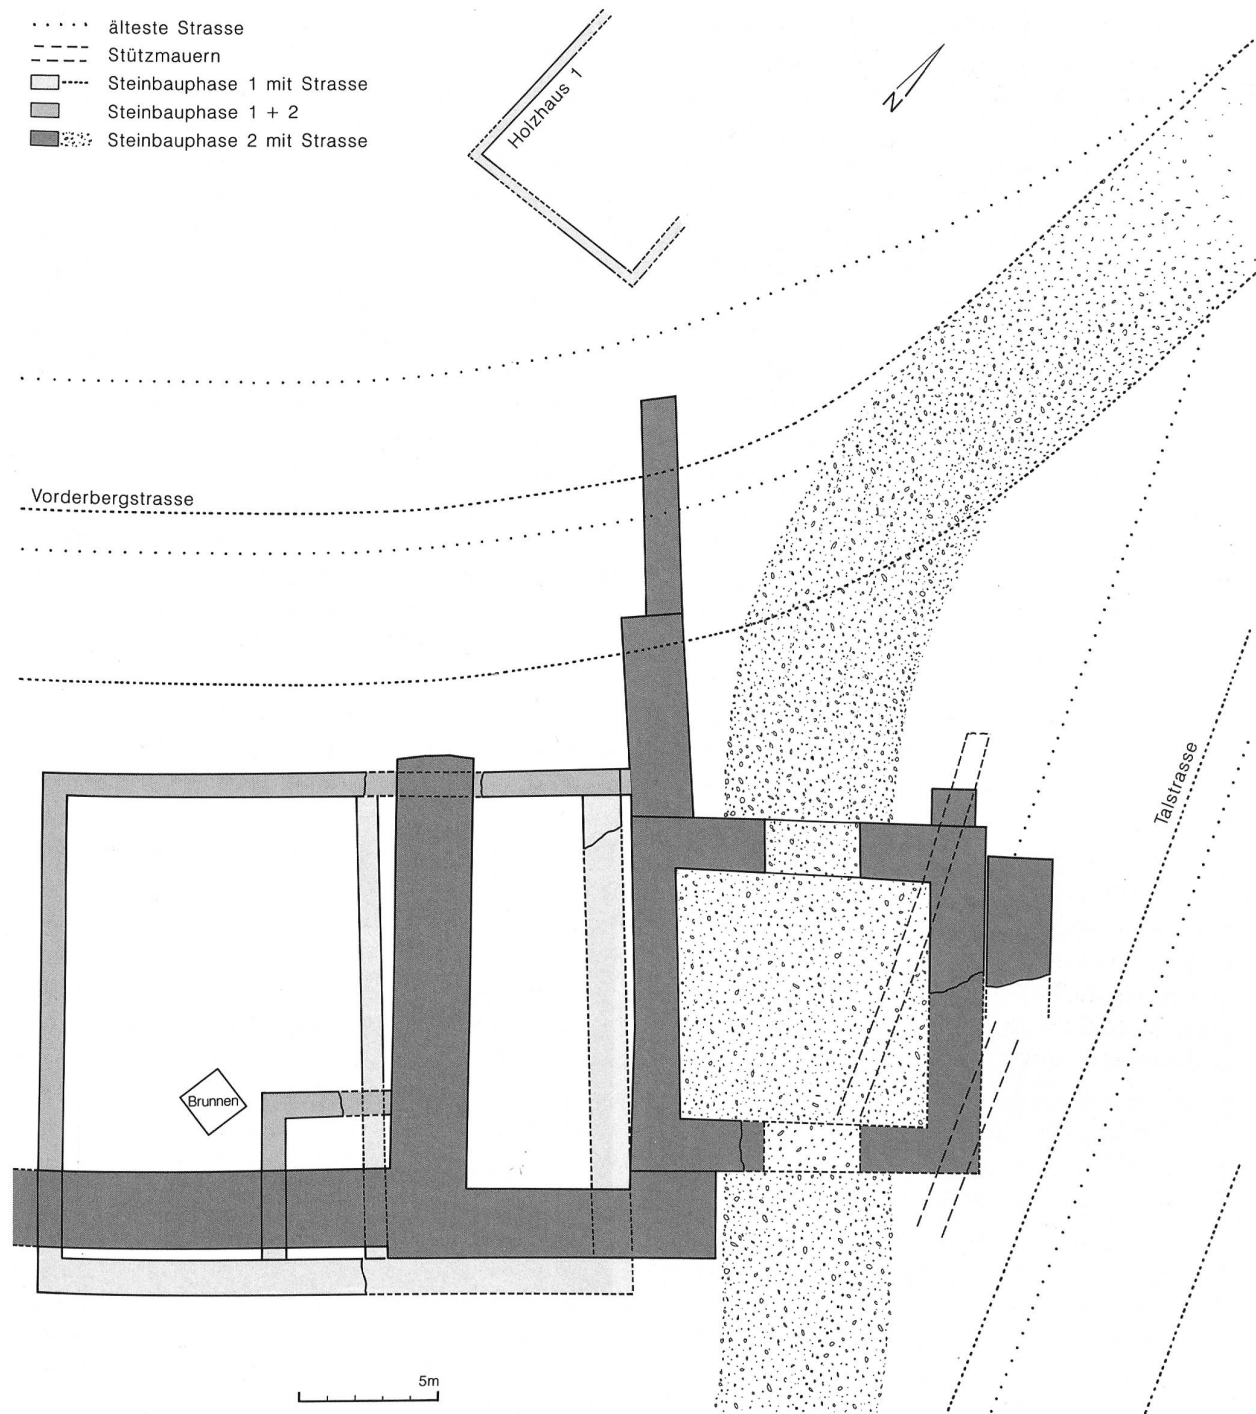 älteste Strasse
Stützmauern
Steinbauphase 1 mit Strasse
Steinbauphase 1 + 2
Steinbauphase 2 mit Strasse
Holzhaus 1
N
Vorderbergstrasse
Talstrasse
Brunnen
5m